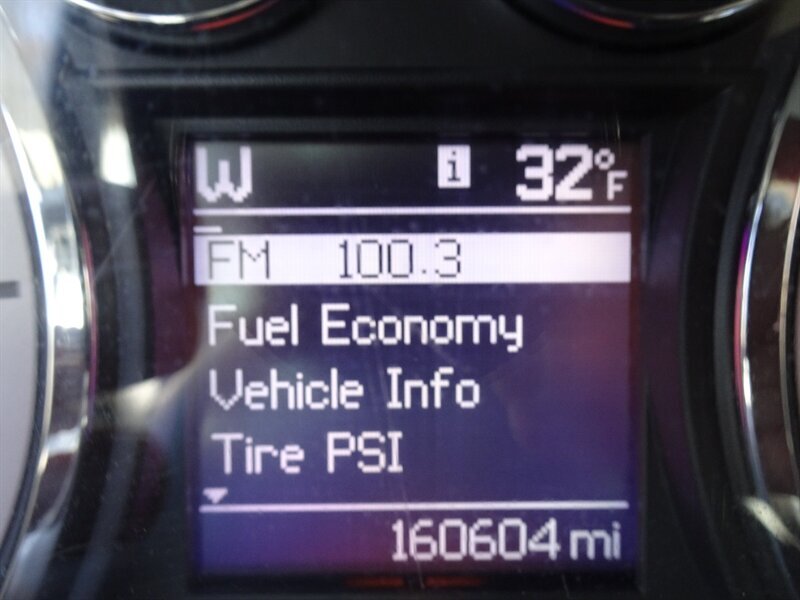 W i 32°F
FM 100.3
Fuel Economy
Vehicle Info
Tire PSI
160604 mi